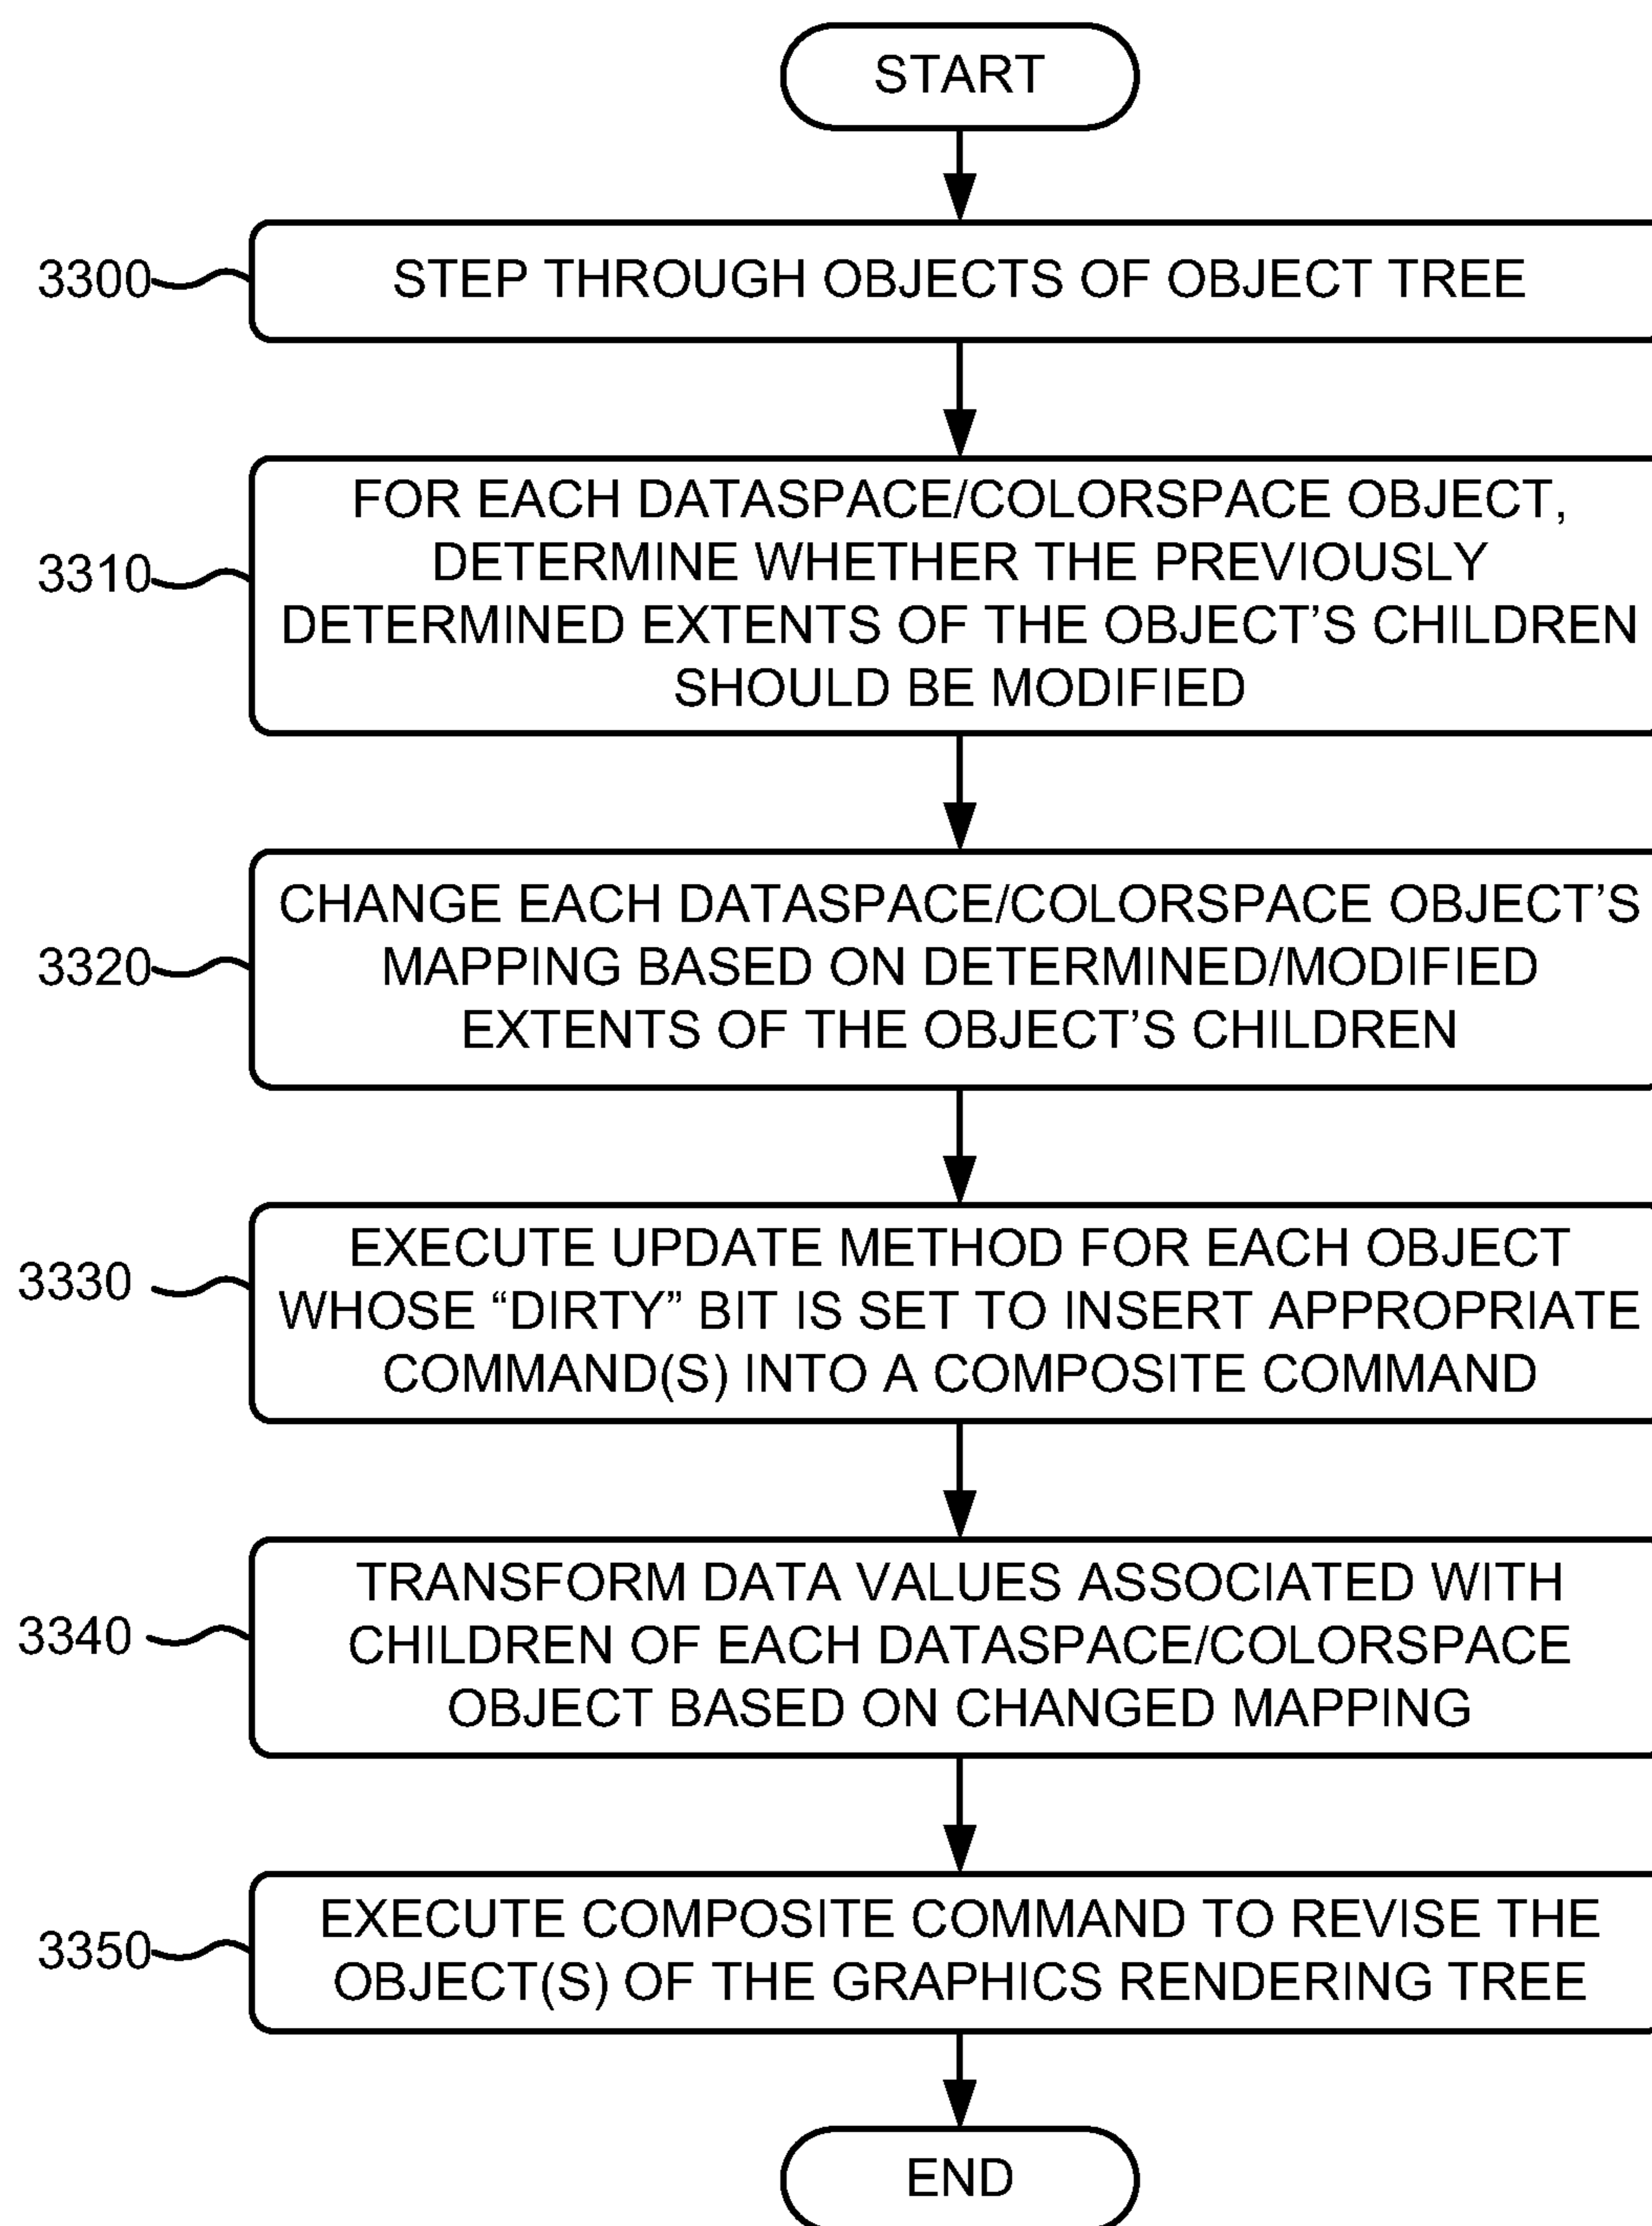 START
3300
STEP THROUGH OBJECTS OF OBJECT TREE
3310
FOR EACH DATASPACE/COLORSPACE OBJECT,
DETERMINE WHETHER THE PREVIOUSLY
DETERMINED EXTENTS OF THE OBJECT’S CHILDREN
SHOULD BE MODIFIED
3320
CHANGE EACH DATASPACE/COLORSPACE OBJECT’S
MAPPING BASED ON DETERMINED/MODIFIED
EXTENTS OF THE OBJECT’S CHILDREN
3330
EXECUTE UPDATE METHOD FOR EACH OBJECT
WHOSE “DIRTY” BIT IS SET TO INSERT APPROPRIATE
COMMAND(S) INTO A COMPOSITE COMMAND
3340
TRANSFORM DATA VALUES ASSOCIATED WITH
CHILDREN OF EACH DATASPACE/COLORSPACE
OBJECT BASED ON CHANGED MAPPING
3350
EXECUTE COMPOSITE COMMAND TO REVISE THE
OBJECT(S) OF THE GRAPHICS RENDERING TREE
END